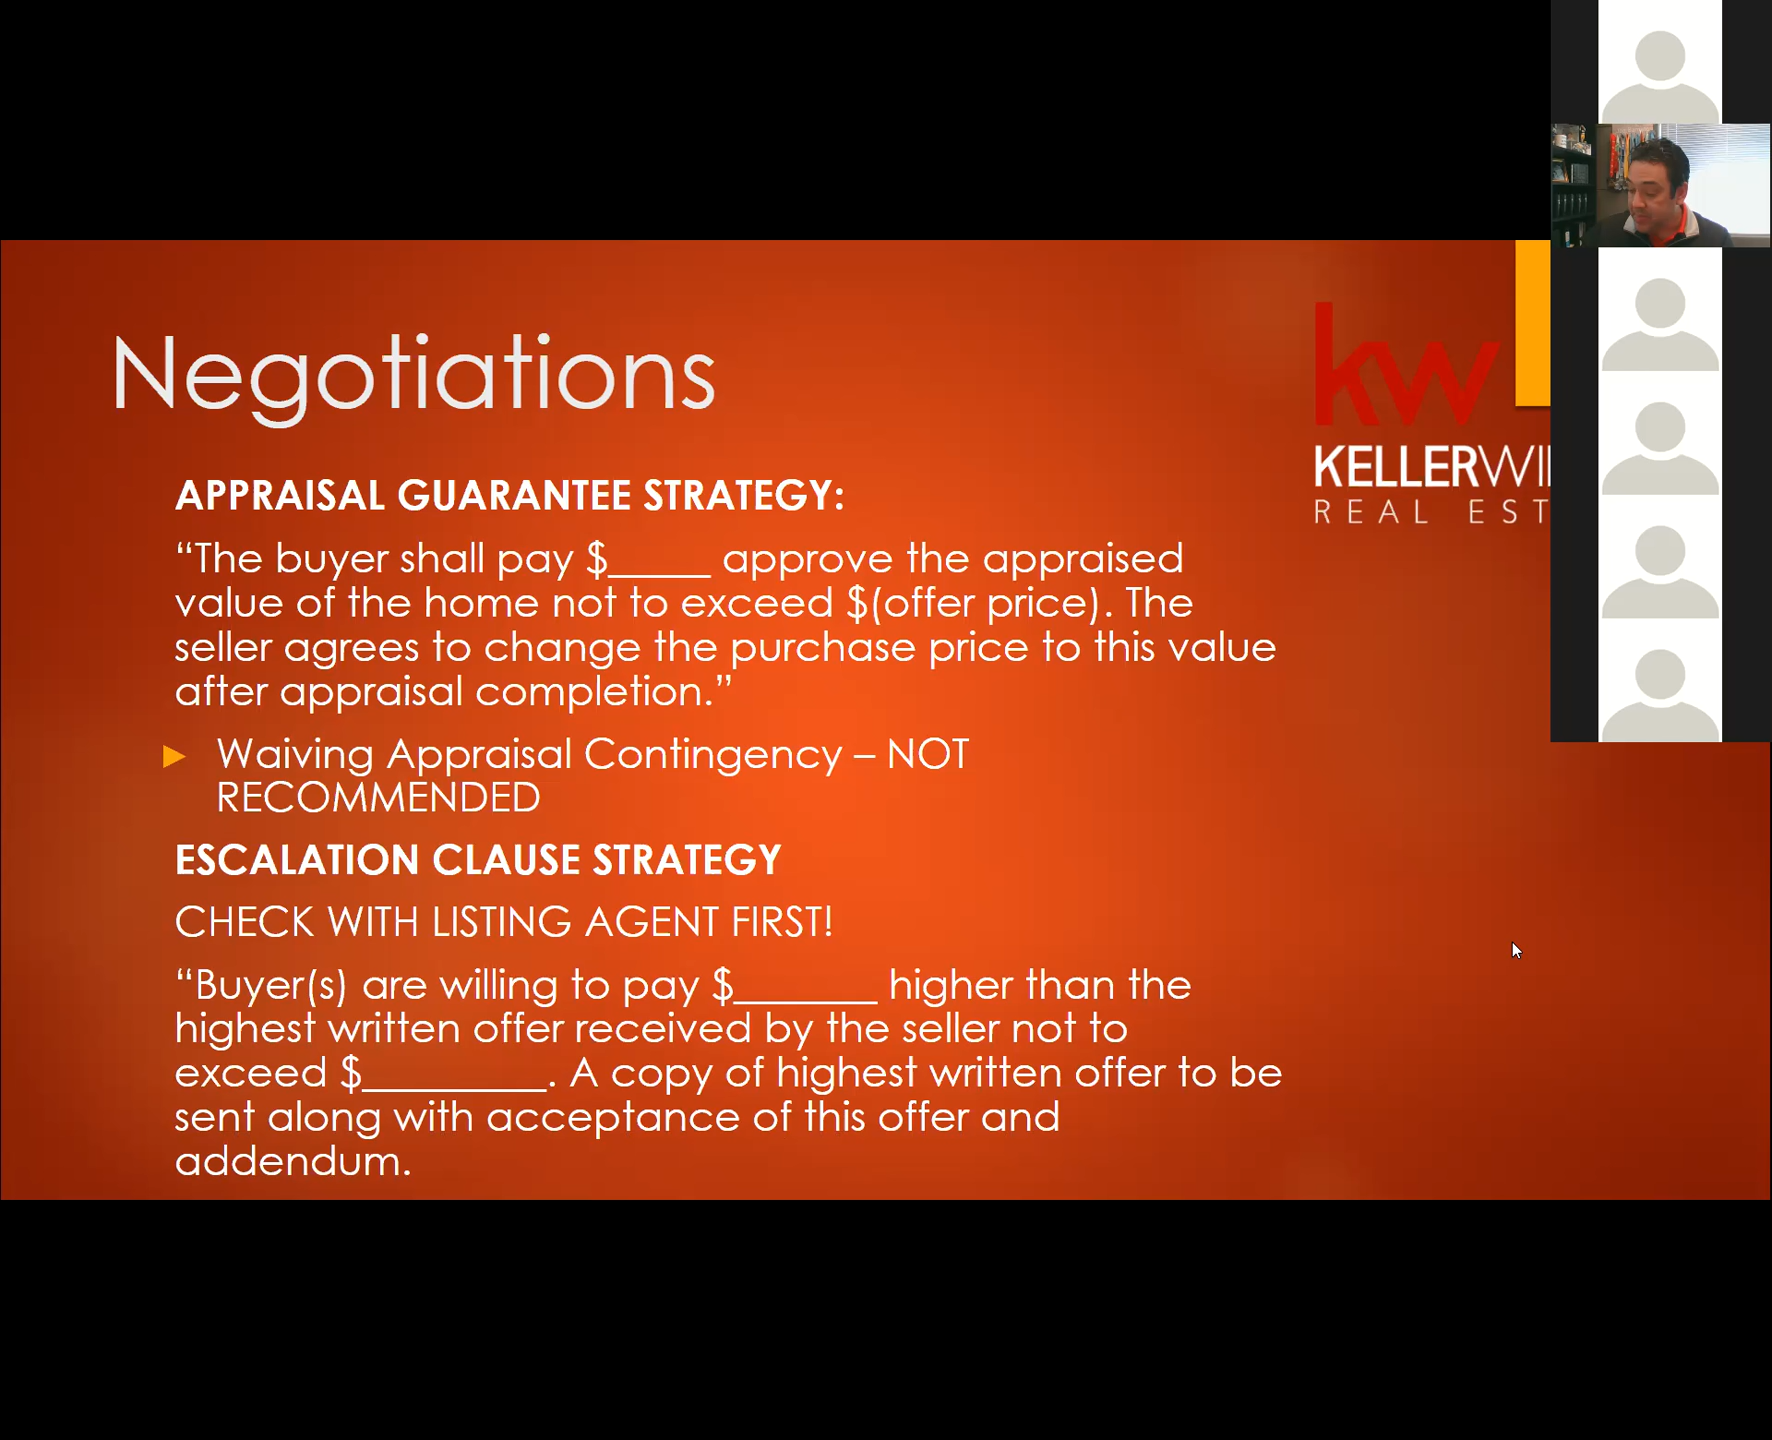 Negotiations
kw
KELLERWI
REAL EST
APPRAISAL GUARANTEE STRATEGY:
“The buyer shall pay $_____ approve the appraised
value of the home not to exceed $(offer price). The
seller agrees to change the purchase price to this value
after appraisal completion.”
Waiving Appraisal Contingency – NOT
RECOMMENDED
ESCALATION CLAUSE STRATEGY
CHECK WITH LISTING AGENT FIRST!
“Buyer(s) are willing to pay $_______ higher than the
highest written offer received by the seller not to
exceed $_________. A copy of highest written offer to be
sent along with acceptance of this offer and
addendum.